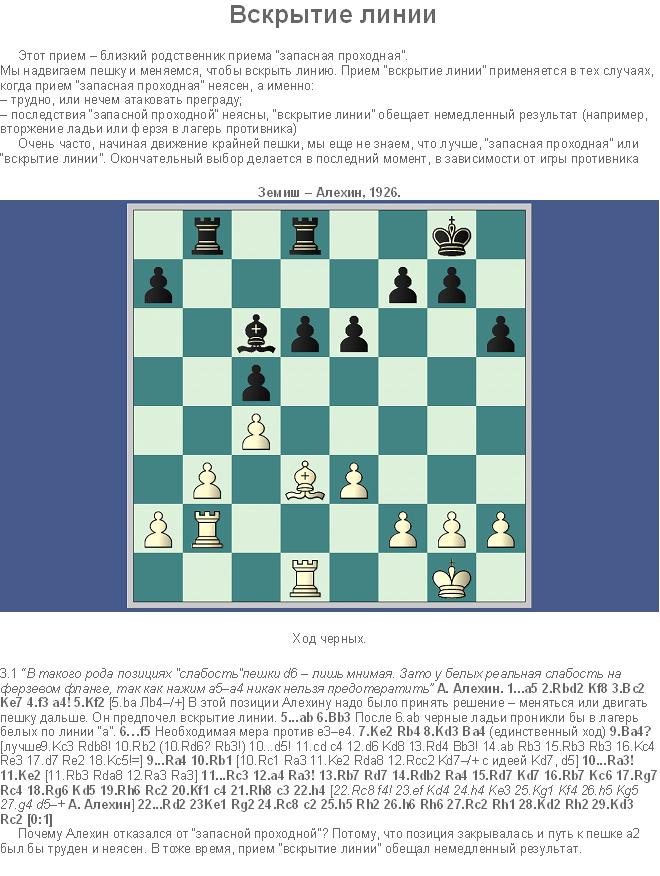 Вскрытие линии
Этот прием – близкий родственник приема "запасная проходная".
Мы надвигаем пешку и меняемся, чтобы вскрыть линию. Прием "вскрытие линии" применяется в тех случаях,
когда прием "запасная проходная" неясен, а именно:
– трудно, или нечем атаковать преграду;
– последствия "запасной проходной" неясны, "вскрытие линии" обещает немедленный результат (например,
вторжение ладьи или ферзя в лагерь противника)
Очень часто, начиная движение крайней пешки, мы еще не знаем, что лучше, "запасная проходная" или
"вскрытие линии". Окончательный выбор делается в последний момент, в зависимости от игры противника
Земиш – Алехин, 1926.
Ход черных.
3.1 "В такого рода позициях "слабость"пешки d6 – лишь мнимая. Зато у белых реальная слабость на
ферзевом фланге, так как нажим a5–a4 никак нельзя предотвратить" А. Алехин. 1...a5 2.Rbd2 Kf8 3.Bc2
Ke7 4.f3 a4! 5.Kf2 [5.ba Лb4–/+] В этой позиции Алехину надо было принять решение – меняться или двигать
пешку дальше. Он предпочел вскрытие линии. 5...ab 6.Bb3 После 6.ab черные ладьи проникли бы в лагерь
белых по линии "a". 6...f5 Необходимая мера против e3–e4. 7.Ke2 Rb4 8.Kd3 Ba4 (единственный ход) 9.Ba4?
[лучше9.Kc3 Rdb8! 10.Rb2 (10.Rd6? Rb3!) 10...d5! 11.cd c4 12.d6 Kd8 13.Rd4 Bb3! 14.ab Rb3 15.Rb3 Rb3 16.Kc4
Re3 17.d7 Re2 18.Kc5!=] 9...Ra4 10.Rb1 [10.Rc1 Ra3 11.Ke2 Rda8 12.Rcc2 Kd7–/+ с идеей Kd7, d5] 10...Ra3!
11.Ke2 [11.Rb3 Rda8 12.Ra3 Ra3] 11...Rc3 12.a4 Ra3! 13.Rb7 Rd7 14.Rdb2 Ra4 15.Rd7 Kd7 16.Rb7 Kc6 17.Rg7
Rc4 18.Rg6 Kd5 19.Rh6 Rc2 20.Kf1 c4 21.Rh8 c3 22.h4 [22.Rc8 f4! 23.ef Kd4 24.h4 Ke3 25.Kg1 Kf4 26.h5 Kg5
27.g4 d5–+ А. Алехин] 22...Rd2 23Ke1 Rg2 24.Rc8 c2 25.h5 Rh2 26.h6 Rh6 27.Rc2 Rh1 28.Kd2 Rh2 29.Kd3
Rc2 [0:1]
Почему Алехин отказался от "запасной проходной"? Потому, что позиция закрывалась и путь к пешке a2
был бы труден и неясен. В тоже время, прием "вскрытие линии" обещал немедленный результат.